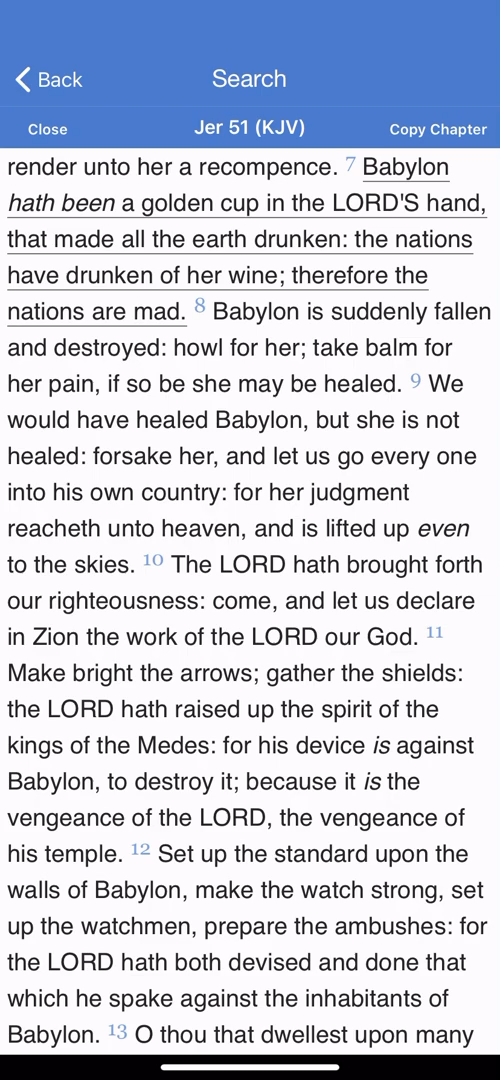 Back
Search
Close
Jer 51 (KJV)
Copy Chapter
render unto her a recompence. 7 Babylon
hath been a golden cup in the LORD'S hand,
that made all the earth drunken: the nations
have drunken of her wine; therefore the
nations are mad. 8 Babylon is suddenly fallen
and destroyed: howl for her; take balm for
her pain, if so be she may be healed. 9 We
would have healed Babylon, but she is not
healed: forsake her, and let us go every one
into his own country: for her judgment
reacheth unto heaven, and is lifted up even
to the skies. 10 The LORD hath brought forth
our righteousness: come, and let us declare
in Zion the work of the LORD our God. 11
Make bright the arrows; gather the shields:
the LORD hath raised up the spirit of the
kings of the Medes: for his device is against
Babylon, to destroy it; because it is the
vengeance of the LORD, the vengeance of
his temple. 12 Set up the standard upon the
walls of Babylon, make the watch strong, set
up the watchmen, prepare the ambushes: for
the LORD hath both devised and done that
which he spake against the inhabitants of
Babylon. 13 O thou that dwellest upon many